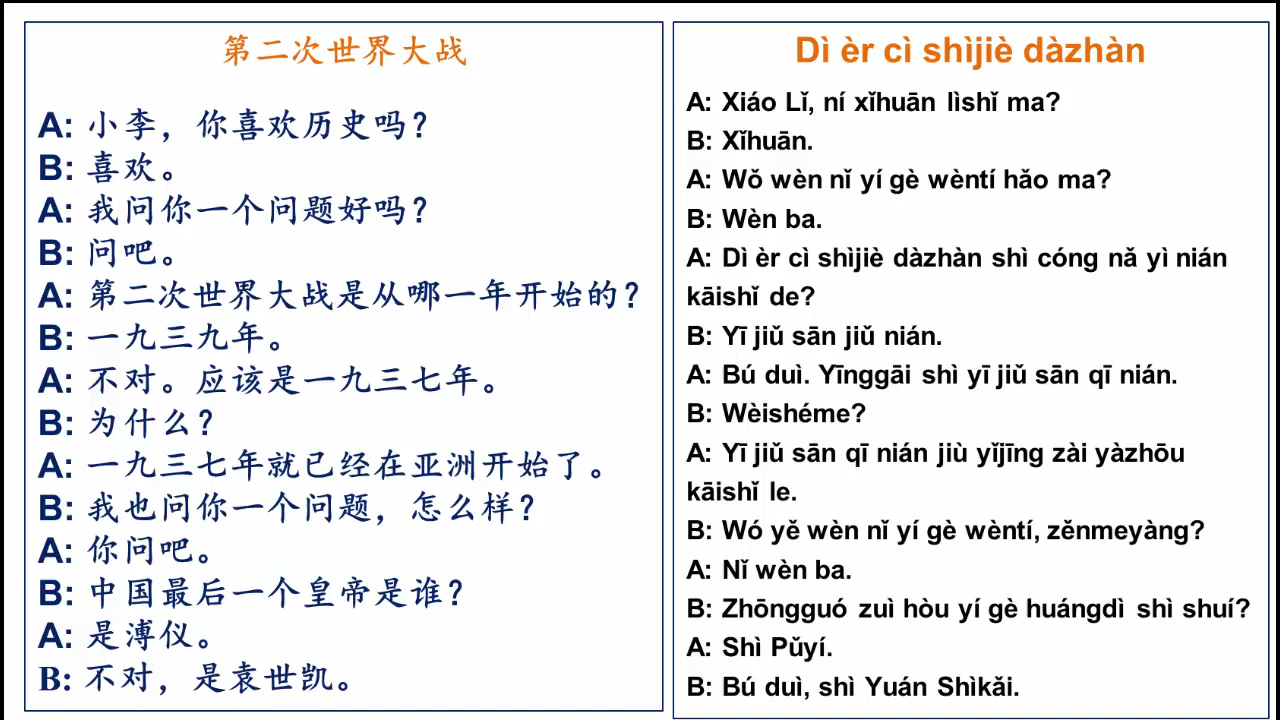 第二次世界大战
A: 小李，你喜欢历史吗？
B: 喜欢。
A: 我问你一个问题好吗？
B: 问吧。
A: 第二次世界大战是从哪一年开始的？
B: 一九三九年。
A: 不对。应该是一九三七年。
B: 为什么？
A: 一九三七年就已经在亚洲开始了。
B: 我也问你一个问题，怎么样？
A: 你问吧。
B: 中国最后一个皇帝是谁？
A: 是溥仪。
B: 不对，是袁世凯。
Dì èr cì shìjiè dàzhàn
A: Xiáo Lǐ, ní xǐhuān lìshǐ ma?
B: Xǐhuān.
A: Wǒ wèn nǐ yí gè wèntí hǎo ma?
B: Wèn ba.
A: Dì èr cì shìjiè dàzhàn shì cóng nǎ yì nián
kāishǐ de?
B: Yī jiǔ sān jiǔ nián.
A: Bú duì. Yīnggāi shì yī jiǔ sān qī nián.
B: Wèishéme?
A: Yī jiǔ sān qī nián jiù yǐjīng zài yàzhōu
kāishǐ le.
B: Wó yě wèn nǐ yí gè wèntí, zěnmeyàng?
A: Nǐ wèn ba.
B: Zhōngguó zuì hòu yí gè huángdì shì shuí?
A: Shì Pǔyí.
B: Bú duì, shì Yuán Shìkǎi.